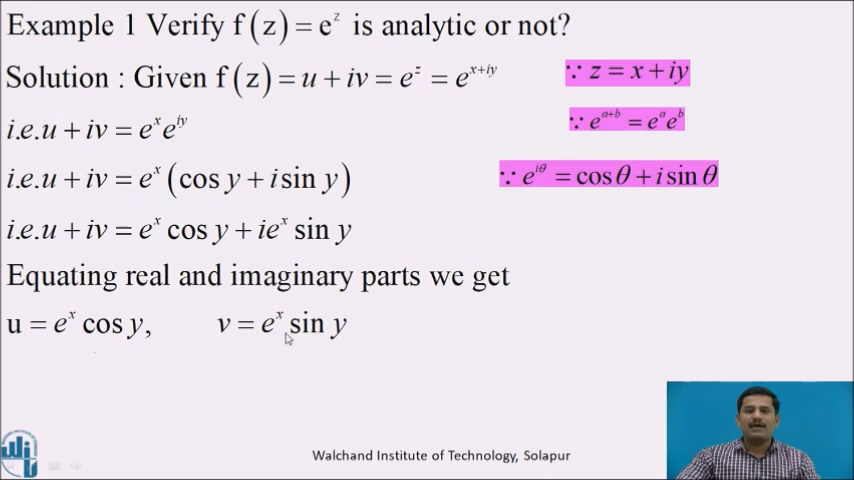 Example 1 Verify f(z) = e^z is analytic or not?
Solution : Given f(z) = u + iv = e^z = e^{x+iy} ∵ z = x + iy
i.e.u + iv = e^x e^{iy} ∵ e^{a+b} = e^a e^b
i.e.u + iv = e^x (cos y + i sin y) ∵ e^{iθ} = cos θ + i sin θ
i.e.u + iv = e^x cos y + ie^x sin y
Equating real and imaginary parts we get
u = e^x cos y, v = e^x sin y
Walchand Institute of Technology, Solapur